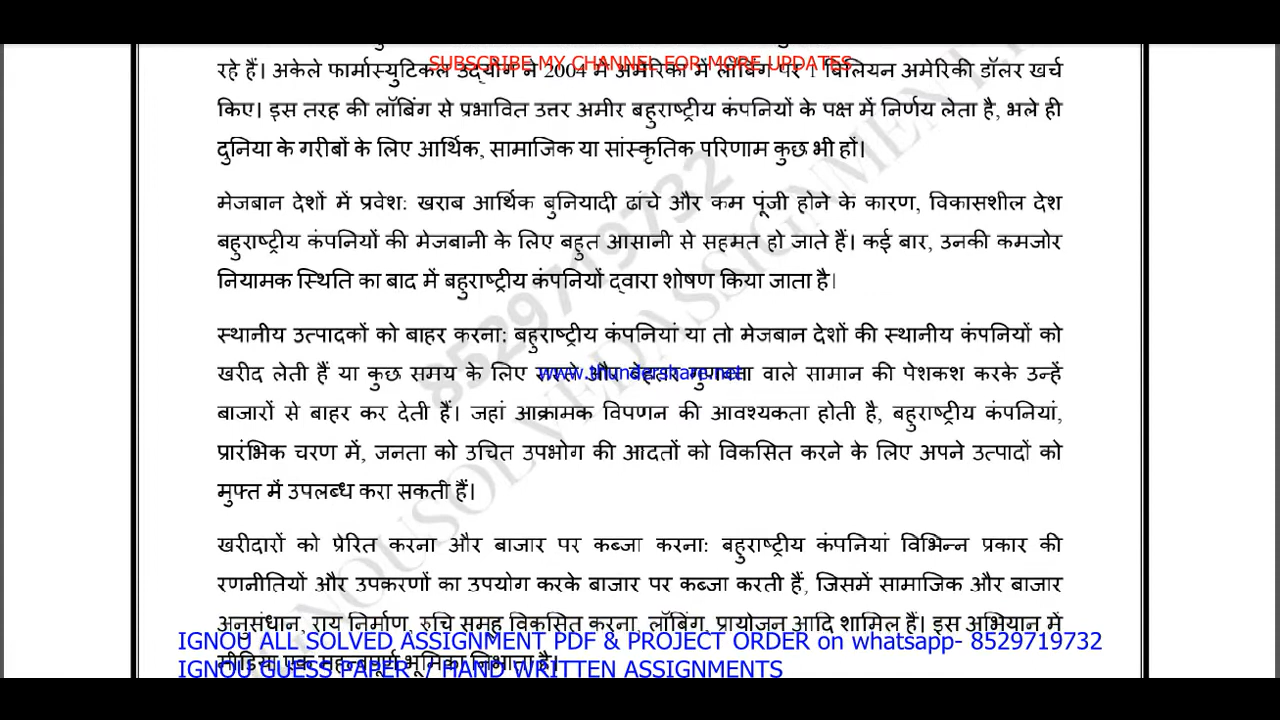 SUBSCRIBE MY CHANNEL FOR MORE UPDATES
रहे हैं। अकेले फार्मास्युटिकल उद्योग ने 2004 में अमेरिका में लॉबिंग पर 1 बिलियन अमेरिकी डॉलर खर्च
किए। इस तरह की लॉबिंग से प्रभावित उत्तर अमीर बहुराष्ट्रीय कंपनियों के पक्ष में निर्णय लेता है, भले ही
दुनिया के गरीबों के लिए आर्थिक, सामाजिक या सांस्कृतिक परिणाम कुछ भी हों।
मेजबान देशों में प्रवेश: खराब आर्थिक बुनियादी ढांचे और कम पूंजी होने के कारण, विकासशील देश
बहुराष्ट्रीय कंपनियों की मेजबानी के लिए बहुत आसानी से सहमत हो जाते हैं। कई बार, उनकी कमजोर
नियामक स्थिति का बाद में बहुराष्ट्रीय कंपनियों द्वारा शोषण किया जाता है।
स्थानीय उत्पादकों को बाहर करना: बहुराष्ट्रीय कंपनियां या तो मेजबान देशों की स्थानीय कंपनियों को
खरीद लेती हैं या कुछ समय के लिए सस्ते और बेहतर गुणवत्ता वाले सामान की पेशकश करके उन्हें
www.thundershare.net
बाजारों से बाहर कर देती हैं। जहां आक्रामक विपणन की आवश्यकता होती है, बहुराष्ट्रीय कंपनियां,
प्रारंभिक चरण में, जनता को उचित उपभोग की आदतों को विकसित करने के लिए अपने उत्पादों को
मुफ्त में उपलब्ध करा सकती हैं।
खरीदारों को प्रेरित करना और बाजार पर कब्जा करना: बहुराष्ट्रीय कंपनियां विभिन्न प्रकार की
रणनीतियों और उपकरणों का उपयोग करके बाजार पर कब्जा करती हैं, जिसमें सामाजिक और बाजार
अनुसंधान, राय निर्माण, रुचि समूह विकसित करना, लॉबिंग, प्रायोजन आदि शामिल हैं। इस अभियान में
IGNOU ALL SOLVED ASSIGNMENT PDF & PROJECT ORDER on whatsapp- 8529719732
मीडिया एक महत्वपूर्ण भूमिका निभाता है।
IGNOU GUESS PAPER / HAND WRITTEN ASSIGNMENTS
8529719732